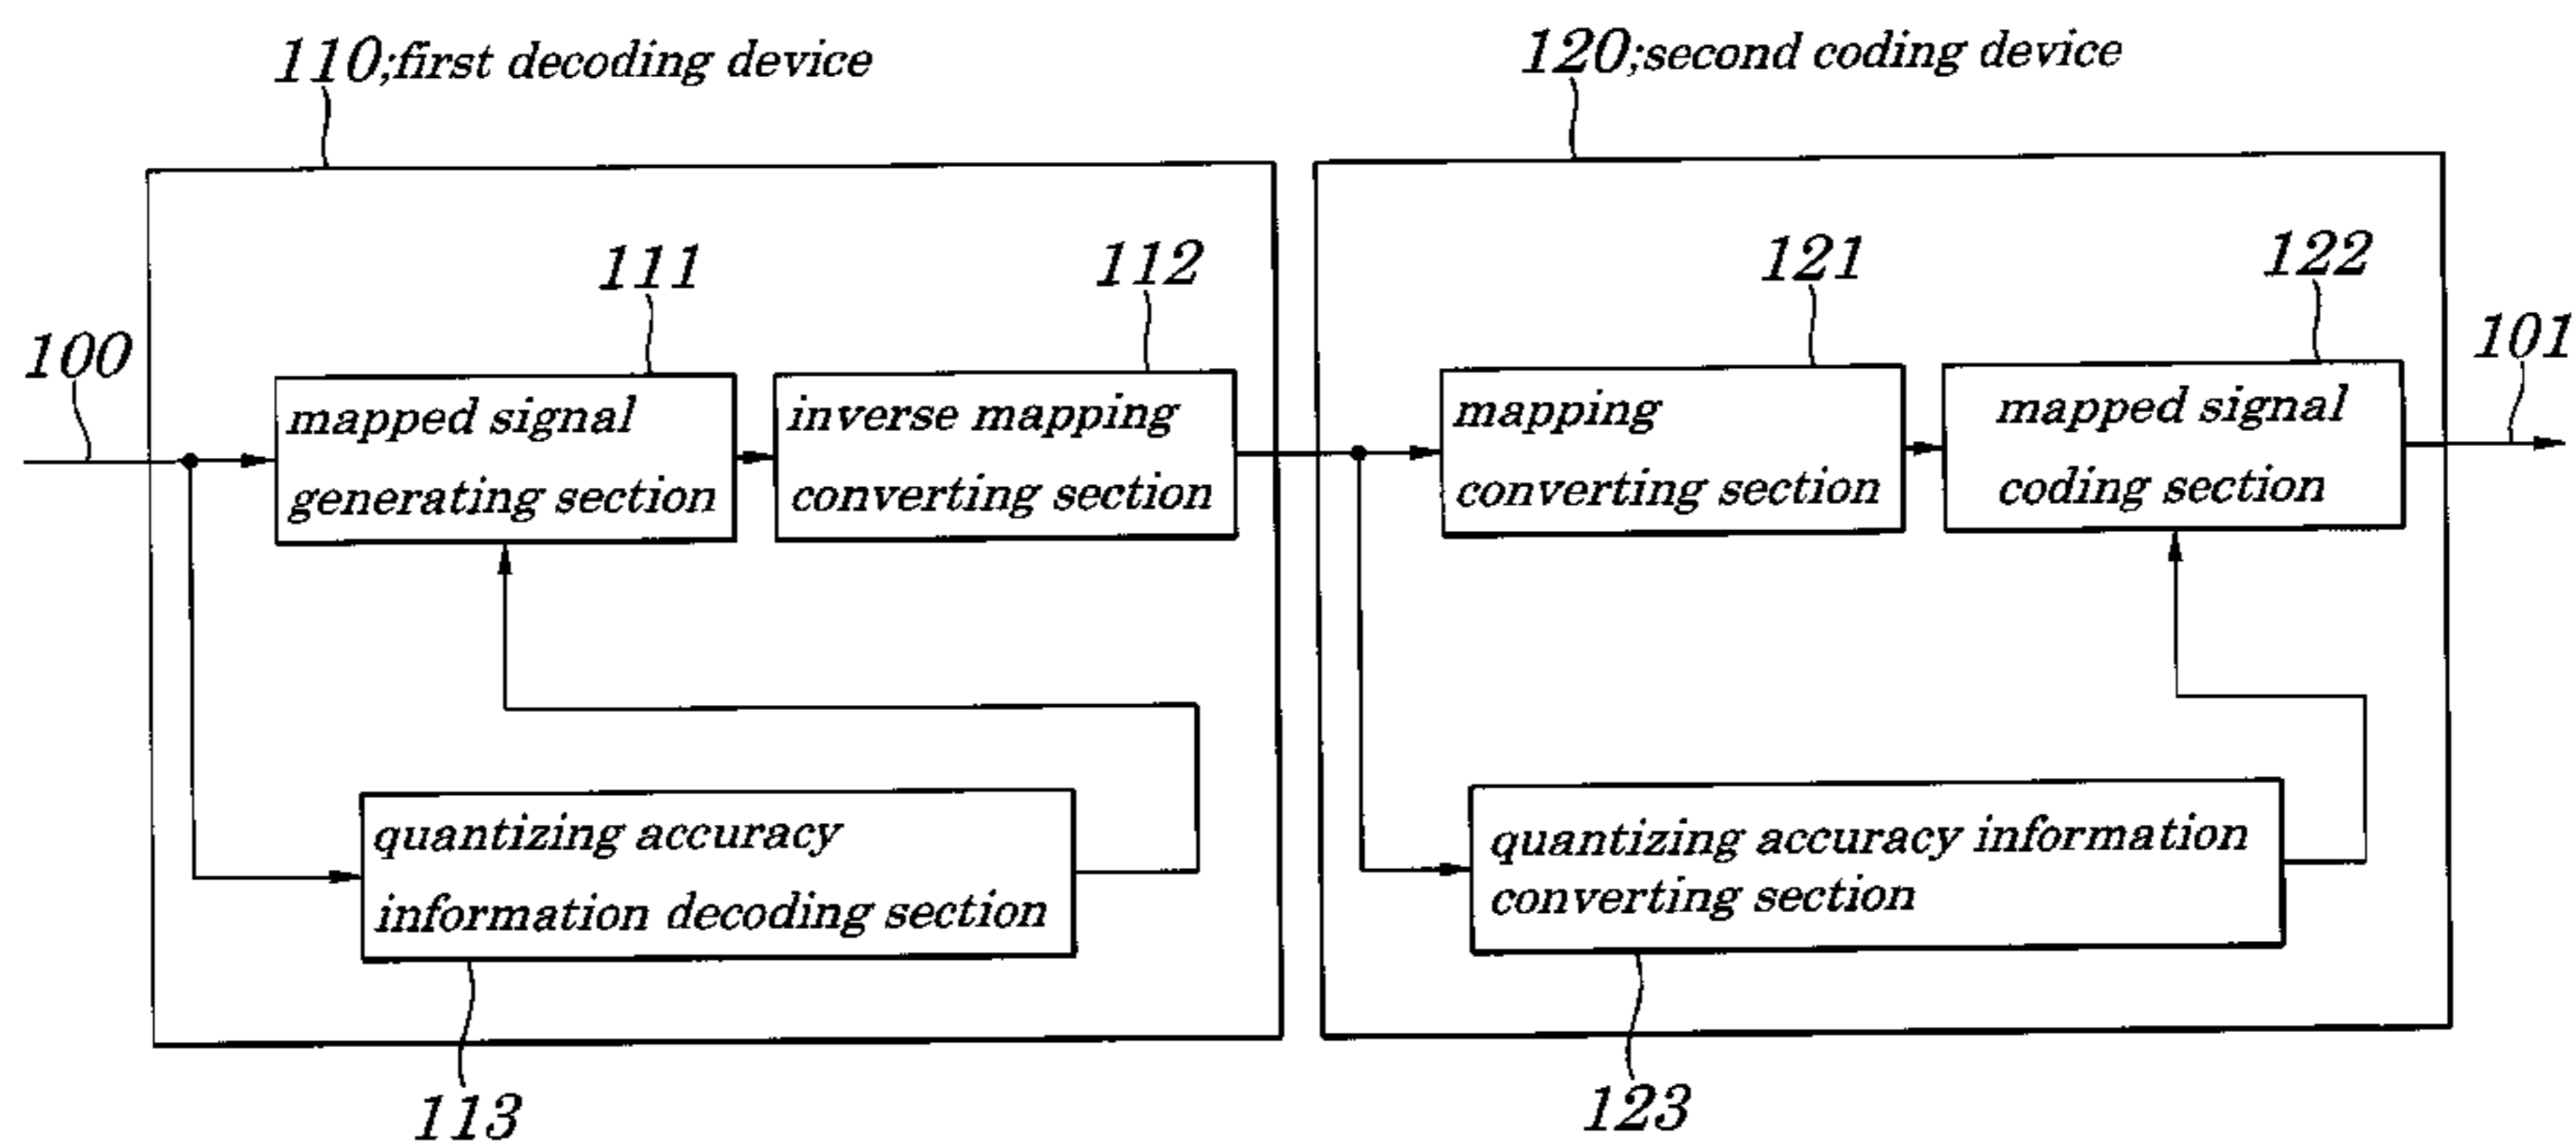 110;first decoding device
120;second coding device
111
112
121
122
100
101
mapped signal
generating section
inverse mapping
converting section
mapping
converting section
mapped signal
coding section
quantizing accuracy
information decoding section
quantizing accuracy information
converting section
113
123